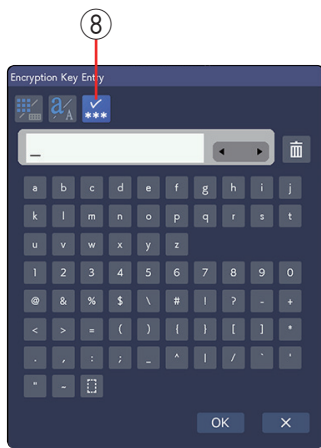 8
Encryption Key Entry
a/A
***
_
a b c d e f g h i j
k l m n o p q r s t
u v w x y z
1 2 3 4 5 6 7 8 9 0
@ & % $ \ # ! ? - +
< > = ( ) { } [ ] *
. , : ; _ ^ | / ` '
" ~
OK ×